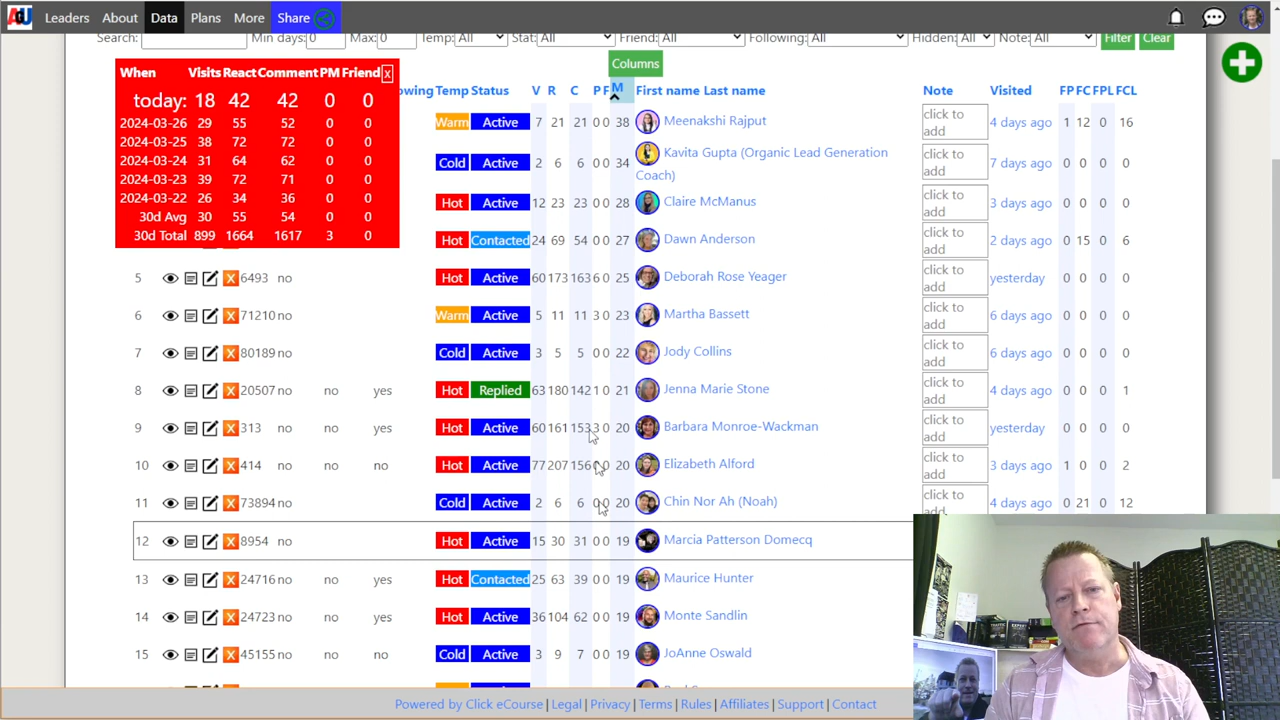 AGU Leaders About Data Plans More Share
Search: Min days: 0 Max: 0 Temp: All Stat: All Friend: All Following: All Hidden: All Note: All Filter Clear
Columns
When Visits React Comment PM Friend x
today: 18 42 42 0 0
2024-03-26 29 55 52 0 0
2024-03-25 38 72 72 0 0
2024-03-24 31 64 62 0 0
2024-03-23 39 72 71 0 0
2024-03-22 26 34 36 0 0
30d Avg 30 55 54 0 0
30d Total 899 1664 1617 3 0
owing Temp Status V R C P F M First name Last name Note Visited FP FC FPL FCL
Warm Active 7 21 21 0 0 38 Meenakshi Rajput click to add 4 days ago 1 12 0 16
Cold Active 2 6 6 0 0 34 Kavita Gupta (Organic Lead Generation Coach) click to add 7 days ago 0 0 0 0
Hot Active 12 23 23 0 0 28 Claire McManus click to add 3 days ago 0 0 0 0
Hot Contacted 24 69 54 0 0 27 Dawn Anderson click to add 2 days ago 0 15 0 6
5 X 6493 no Hot Active 60 173 163 6 0 25 Deborah Rose Yeager click to add yesterday 0 0 0 0
6 X 71210 no Warm Active 5 11 11 3 0 23 Martha Bassett click to add 6 days ago 0 0 0 0
7 X 80189 no Cold Active 3 5 5 0 0 22 Jody Collins click to add 6 days ago 0 0 0 0
8 X 20507 no no yes Hot Replied 63 180 142 1 0 21 Jenna Marie Stone click to add 4 days ago 0 0 0 1
9 X 313 no no yes Hot Active 60 161 153 3 0 20 Barbara Monroe-Wackman click to add yesterday 0 0 0 0
10 X 414 no no no Hot Active 77 207 156 0 20 Elizabeth Alford click to add 3 days ago 1 0 0 2
11 X 73894 no Cold Active 2 6 6 0 0 20 Chin Nor Ah (Noah) click to add 4 days ago 0 21 0 12
12 X 8954 no Hot Active 15 30 31 0 0 19 Marcia Patterson Domecq
13 X 24716 no no yes Hot Contacted 25 63 39 0 0 19 Maurice Hunter
14 X 24723 no no yes Hot Active 36 104 62 0 0 19 Monte Sandlin
15 X 45155 no no no Cold Active 3 9 7 0 0 19 JoAnne Oswald
Powered by Click eCourse | Legal | Privacy | Terms | Rules | Affiliates | Support | Contact